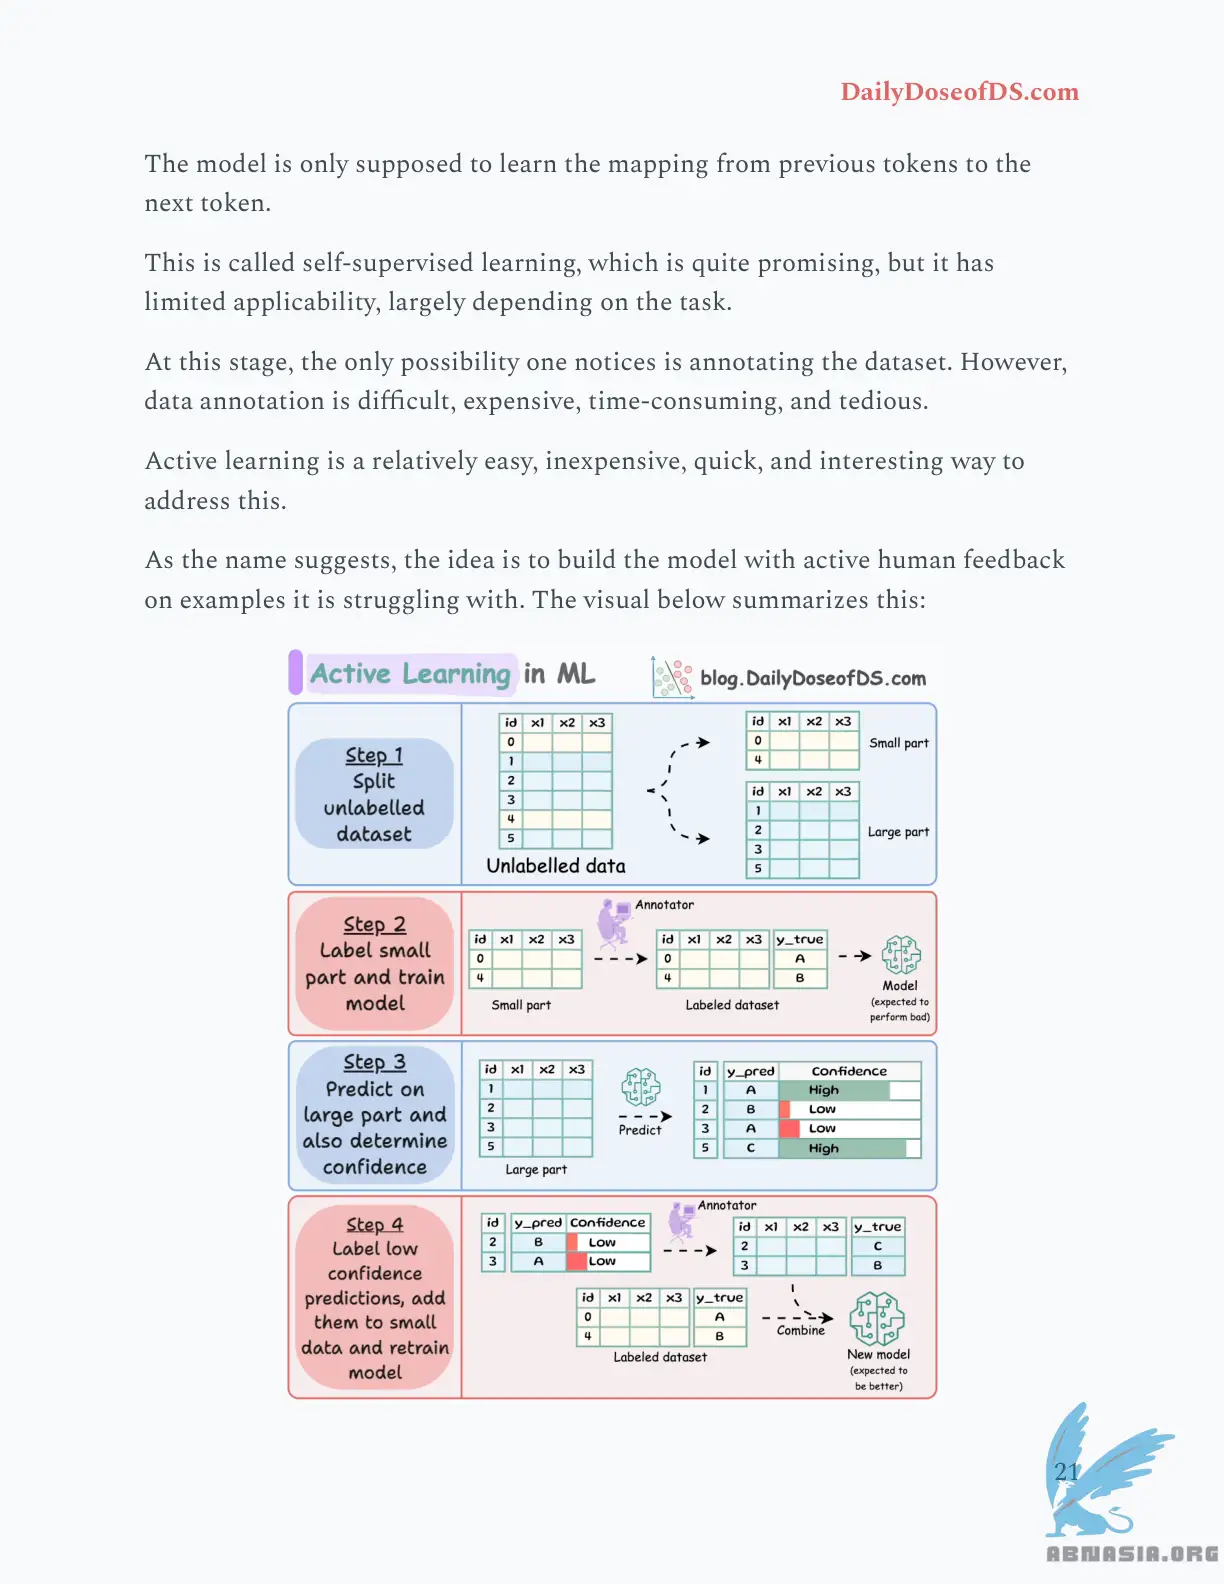 DailyDoseofDS.com
The model is only supposed to learn the mapping from previous tokens to the
next token.
This is called self-supervised learning, which is quite promising, but it has
limited applicability, largely depending on the task.
At this stage, the only possibility one notices is annotating the dataset. However,
data annotation is difficult, expensive, time-consuming, and tedious.
Active learning is a relatively easy, inexpensive, quick, and interesting way to
address this.
As the name suggests, the idea is to build the model with active human feedback
on examples it is struggling with. The visual below summarizes this:
Active Learning in ML
blog.DailyDoseofDS.com
Step 1
Split
unlabelled
dataset
id x1 x2 x3
0
1
2
3
4
5
Unlabelled data
id x1 x2 x3
0
4
Small part
id x1 x2 x3
1
2
3
5
Large part
Step 2
Label small
part and train
model
id x1 x2 x3
0
4
Small part
Annotator
id x1 x2 x3 y_true
0 A
4 B
Labeled dataset
Model
(expected to
perform bad)
Step 3
Predict on
large part and
also determine
confidence
id x1 x2 x3
1
2
3
5
Large part
Predict
id y_pred Confidence
1 A High
2 B Low
3 A Low
5 C High
Step 4
Label low
confidence
predictions, add
them to small
data and retrain
model
id y_pred Confidence
2 B Low
3 A Low
Annotator
id x1 x2 x3 y_true
2 C
3 B
id x1 x2 x3 y_true
0 A
4 B
Labeled dataset
Combine
New model
(expected to
be better)
21
ABNASIA.ORG